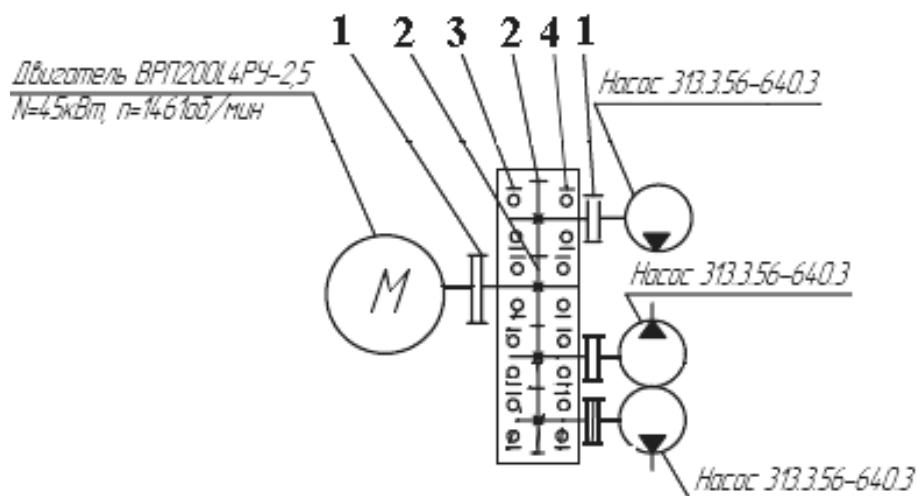 1 2 3 2 4 1
Двигатель ВРП200L4РУ-2,5
N=45кВт, n=1461об/мин
Насос 313.3.56-640.3
М
Насос 313.3.56-640.3
Насос 313.3.56-640.3